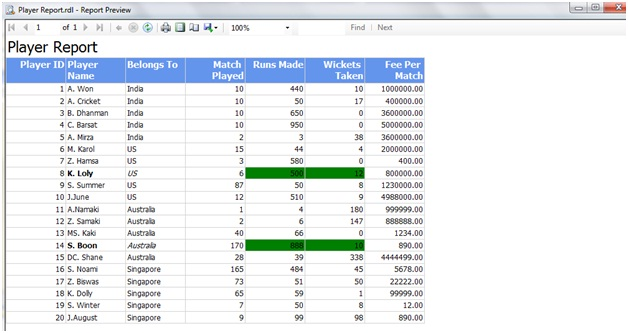 Player Report.rdl - Report Preview
1 of 1 100% Find | Next
Player Report
Player ID Player Name Belongs To Match Played Runs Made Wickets Taken Fee Per Match
1 A. Won India 10 440 10 1000000.00
2 A. Cricket India 10 50 17 400000.00
3 B. Dhanman India 10 650 0 3600000.00
4 C. Barsat India 10 950 0 5000000.00
5 A. Mirza India 2 3 38 3600000.00
6 M. Karol US 15 44 4 2000000.00
7 Z. Hamsa US 3 580 0 400.00
8 K. Loly US 6 500 12 800000.00
9 S. Summer US 87 50 8 1230000.00
10 J.June US 12 510 9 4988000.00
11 A.Namaki Australia 1 4 180 999999.00
12 Z. Samaki Australia 2 6 147 888888.00
13 MS. Kaki Australia 40 66 0 1234.00
14 S. Boon Australia 170 888 10 890.00
15 DC. Shane Australia 28 39 338 4444499.00
16 S. Noami Singapore 165 484 45 5678.00
17 Z. Biswas Singapore 73 51 50 22222.00
18 K. Dolly Singapore 65 59 1 99999.00
19 S. Winter Singapore 7 50 8 12.00
20 J.August Singapore 9 99 98 890.00